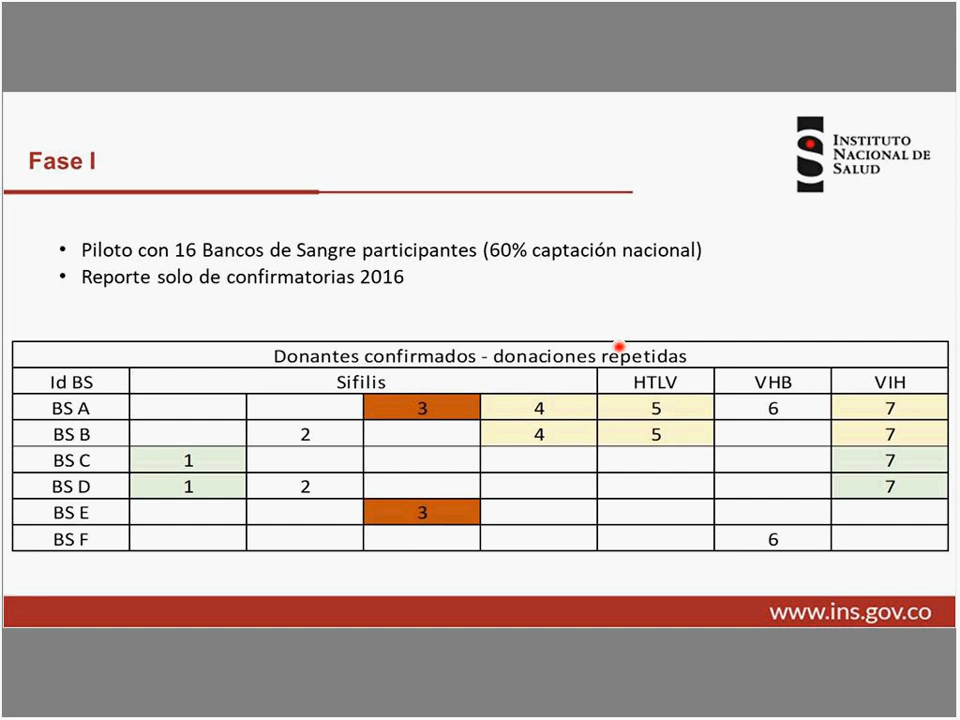 Fase I
INSTITUTO
NACIONAL DE
SALUD
• Piloto con 16 Bancos de Sangre participantes (60% captación nacional)
• Reporte solo de confirmatorias 2016
Donantes confirmados - donaciones repetidas
Id BS Sifilis HTLV VHB VIH
BS A 3 4 5 6 7
BS B 2 4 5 7
BS C 1 7
BS D 1 2 7
BS E 3
BS F 6
www.ins.gov.co